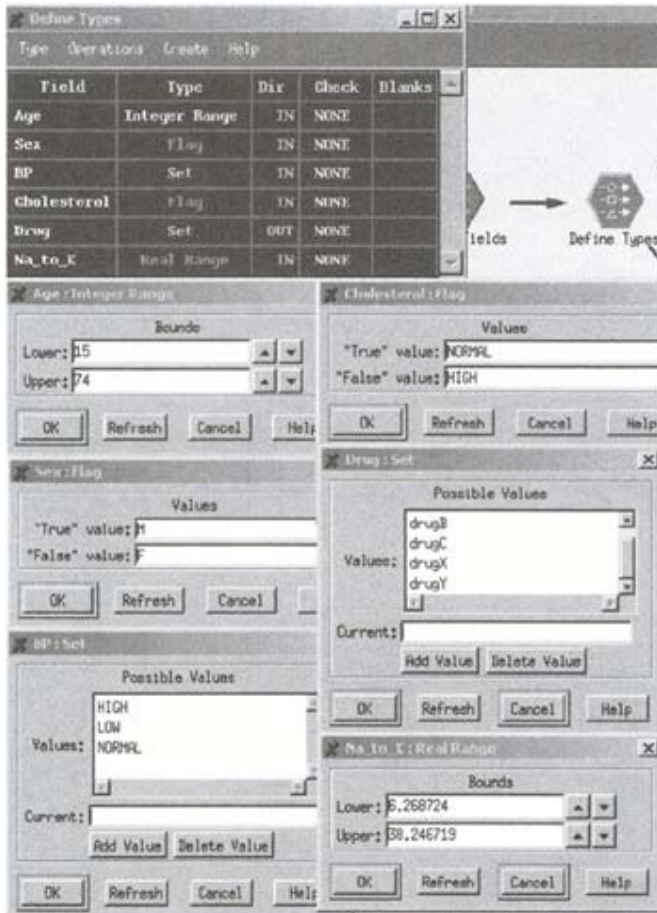 Define Types
Type Operations Create Help
Field Type Dir Check Blanks
Age Integer Range IN NONE
Sex Flag IN NONE
BP Set IN NONE
Cholesterol Flag IN NONE
Drug Set OUT NONE
Na_to_K Real Range IN NONE
ields
Define Types
Age :Integer Range
Bounds
Lower: 15
Upper: 74
OK Refresh Cancel Help
Cholesterol :Flag
Values
"True" value: NORMAL
"False" value: HIGH
OK Refresh Cancel Help
Sex :Flag
Values
"True" value: M
"False" value: F
OK Refresh Cancel
Drug :Set
Possible Values
Values:
drugB
drugC
drugX
drugY
Current:
Add Value Delete Value
OK Refresh Cancel Help
BP :Set
Possible Values
Values:
HIGH
LOW
NORMAL
Current:
Add Value Delete Value
OK Refresh Cancel Help
Na_to_K :Real Range
Bounds
Lower: 6.268724
Upper: 38.246719
OK Refresh Cancel Help